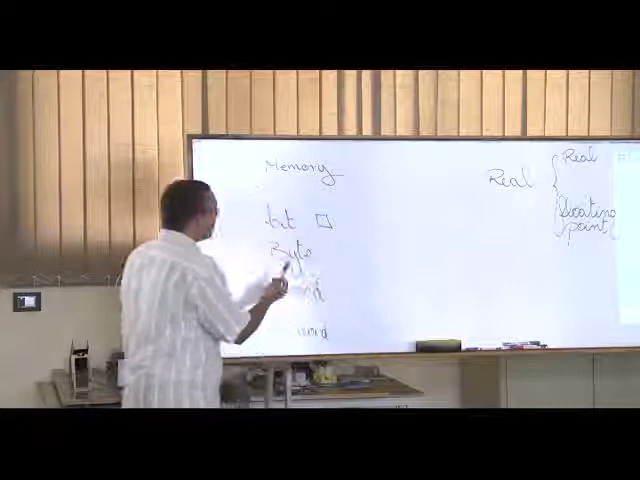 Memory
bit
Byte
word
Real
Real
floating
point